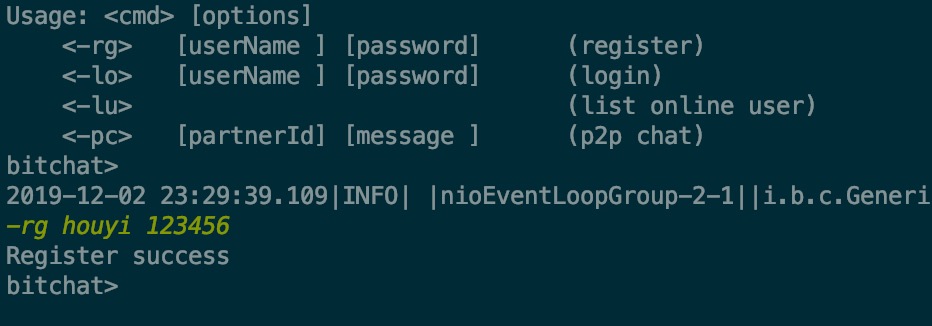 Usage: <cmd> [options]
    <-rg>   [userName ] [password]      (register)
    <-lo>   [userName ] [password]      (login)
    <-lu>                               (list online user)
    <-pc>   [partnerId] [message ]      (p2p chat)
bitchat>
2019-12-02 23:29:39.109|INFO| |nioEventLoopGroup-2-1||i.b.c.Generi
-rg houyi 123456
Register success
bitchat>